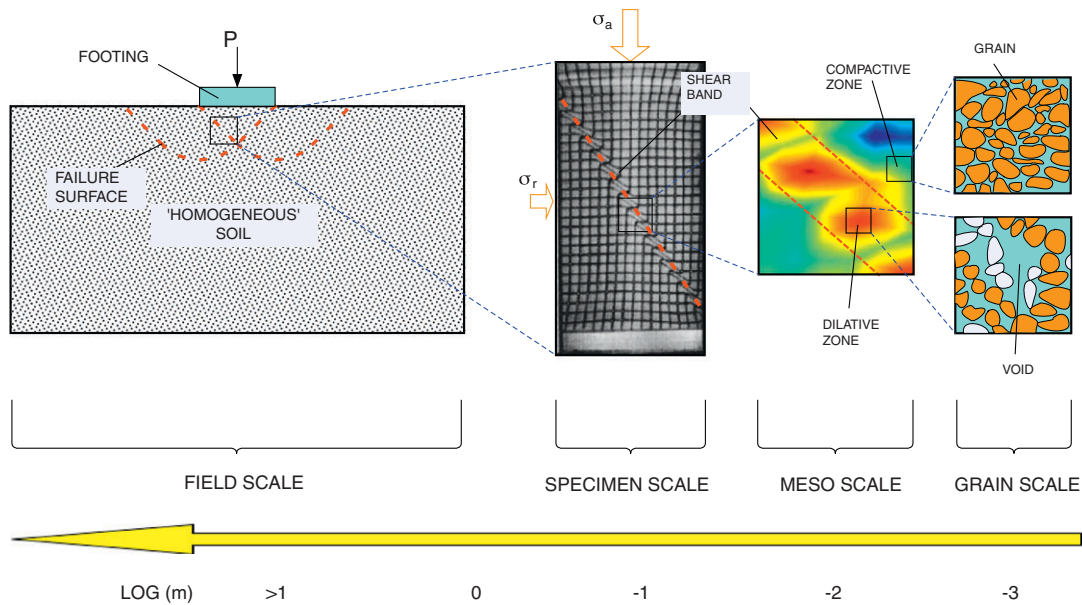 P
FOOTING
FAILURE
SURFACE
'HOMOGENEOUS'
SOIL
σa
σr
SHEAR
BAND
COMPACTIVE
ZONE
DILATIVE
ZONE
GRAIN
VOID
FIELD SCALE
SPECIMEN SCALE
MESO SCALE
GRAIN SCALE
LOG (m) >1 0 -1 -2 -3